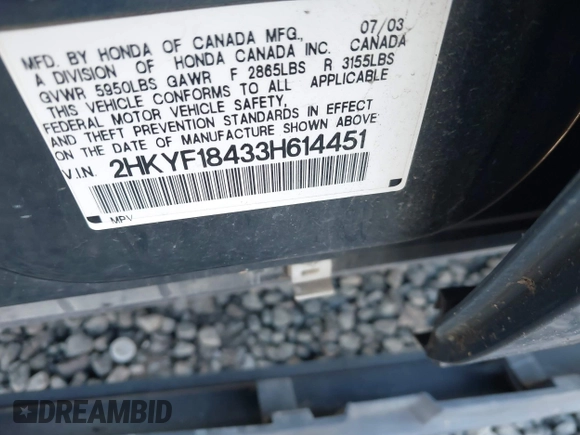 MFD. BY HONDA OF CANADA MFG., 07/03
A DIVISION OF HONDA CANADA INC. CANADA
GVWR 5950LBS GAWR F 2865LBS R 3155LBS
THIS VEHICLE CONFORMS TO ALL APPLICABLE
FEDERAL MOTOR VEHICLE SAFETY,
AND THEFT PREVENTION STANDARDS IN EFFECT
ON THE DATE OF MANUFACTURE SHOWN ABOVE
V.I.N. 2HKYF18433H614451
MPV
DREAMBID